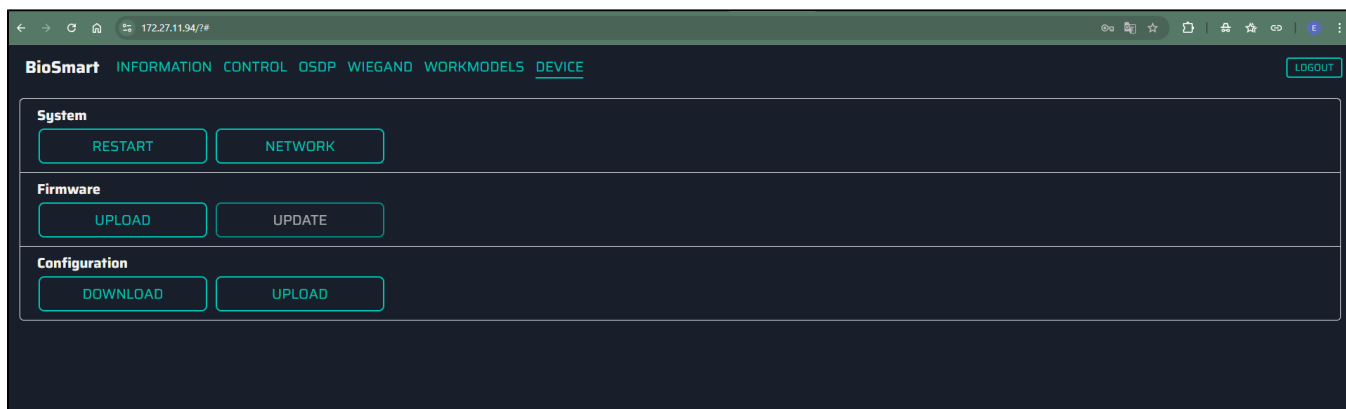 172.27.11.94/?#
E
BioSmart INFORMATION CONTROL OSDP WIEGAND WORKMODELS DEVICE LOGOUT
System
RESTART NETWORK
Firmware
UPLOAD UPDATE
Configuration
DOWNLOAD UPLOAD